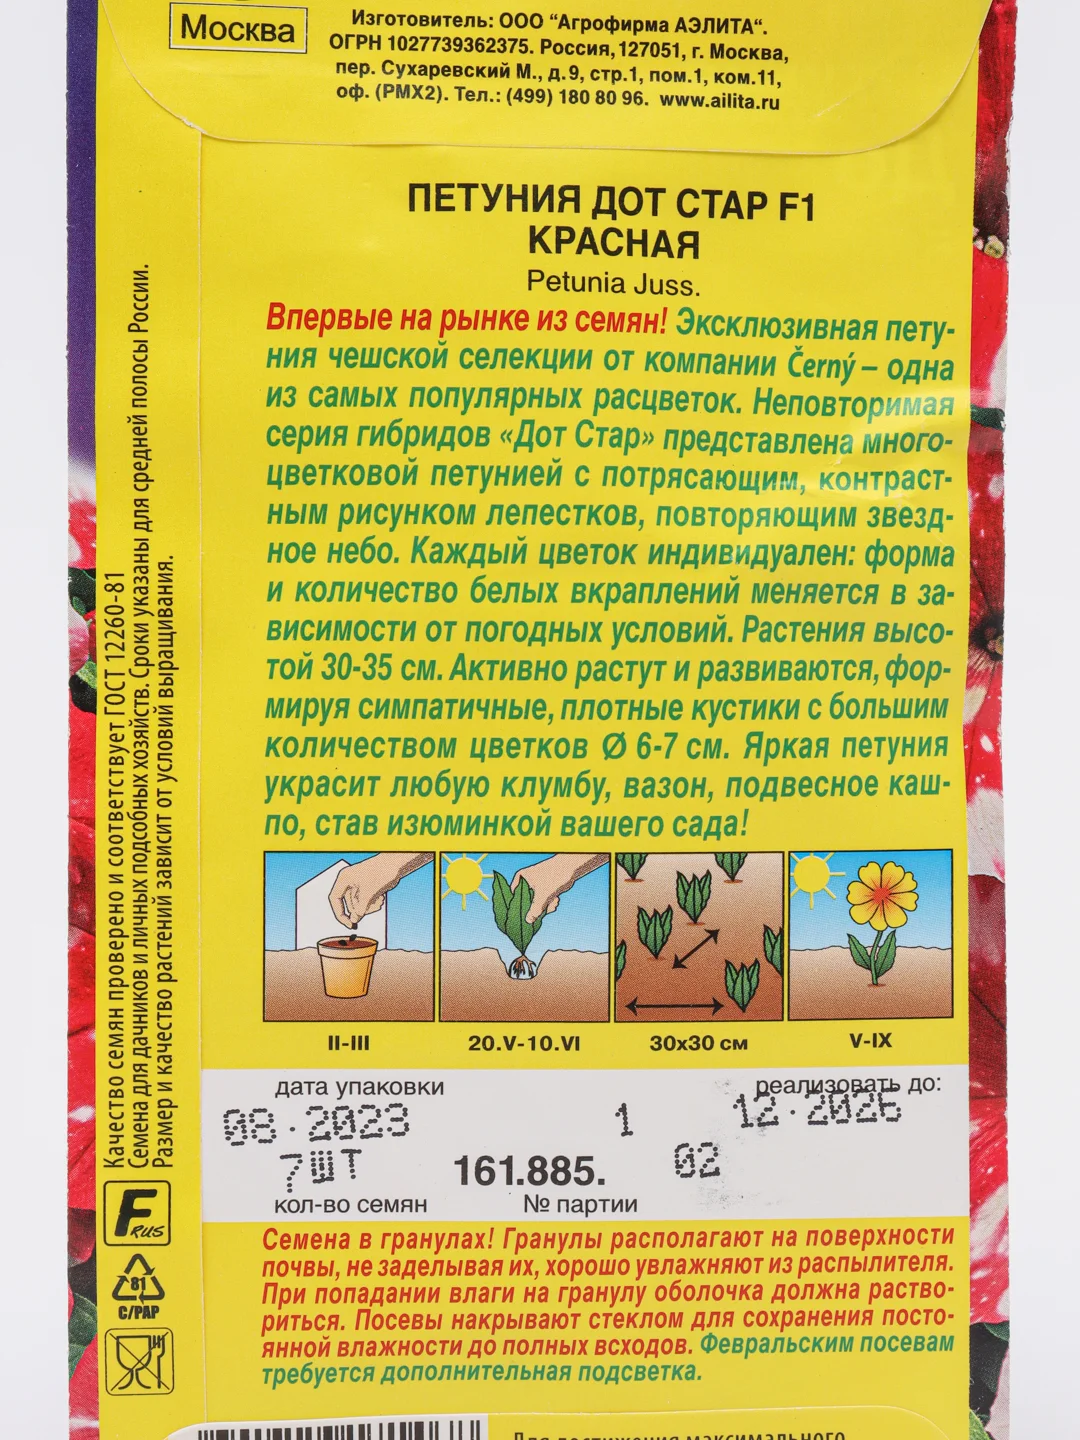 Москва
Изготовитель: ООО “Агрофирма АЭЛИТА“.
ОГРН 1027739362375. Россия, 127051, г. Москва,
пер. Сухаревский М., д.9, стр.1, пом.1, ком.11,
оф. (РМХ2). Тел.: (499) 180 80 96. www.ailita.ru
ПЕТУНИЯ ДОТ СТАР F1
КРАСНАЯ
Petunia Juss.
Впервые на рынке из семян! Эксклюзивная пету-
ния чешской селекции от компании Černý – одна
из самых популярных расцветок. Неповторимая
серия гибридов «Дот Стар» представлена много-
цветковой петунией с потрясающим, контраст-
ным рисунком лепестков, повторяющим звезд-
ное небо. Каждый цветок индивидуален: форма
и количество белых вкраплений меняется в за-
висимости от погодных условий. Растения высо-
той 30-35 см. Активно растут и развиваются, фор-
мируя симпатичные, плотные кустики с большим
количеством цветков Ø 6-7 см. Яркая петуния
украсит любую клумбу, вазон, подвесное каш-
по, став изюминкой вашего сада!
II-III
20.V-10.VI
30х30 см
V-IX
дата упаковки
реализовать до:
08.2023
1
12.2026
7 ШТ
161.885.
02
кол-во семян
№ партии
Семена в гранулах! Гранулы располагают на поверхности
почвы, не заделывая их, хорошо увлажняют из распылителя.
При попадании влаги на гранулу оболочка должна раство-
риться. Посевы накрывают стеклом для сохранения посто-
янной влажности до полных всходов. Февральским посевам
требуется дополнительная подсветка.
Качество семян проверено и соответствует ГОСТ 12260-81
Семена для дачников и личных подсобных хозяйств. Сроки указаны для средней полосы России.
Размер и качество растений зависит от условий выращивания.
F RUS
81
C/PAP
Для достижения максимального